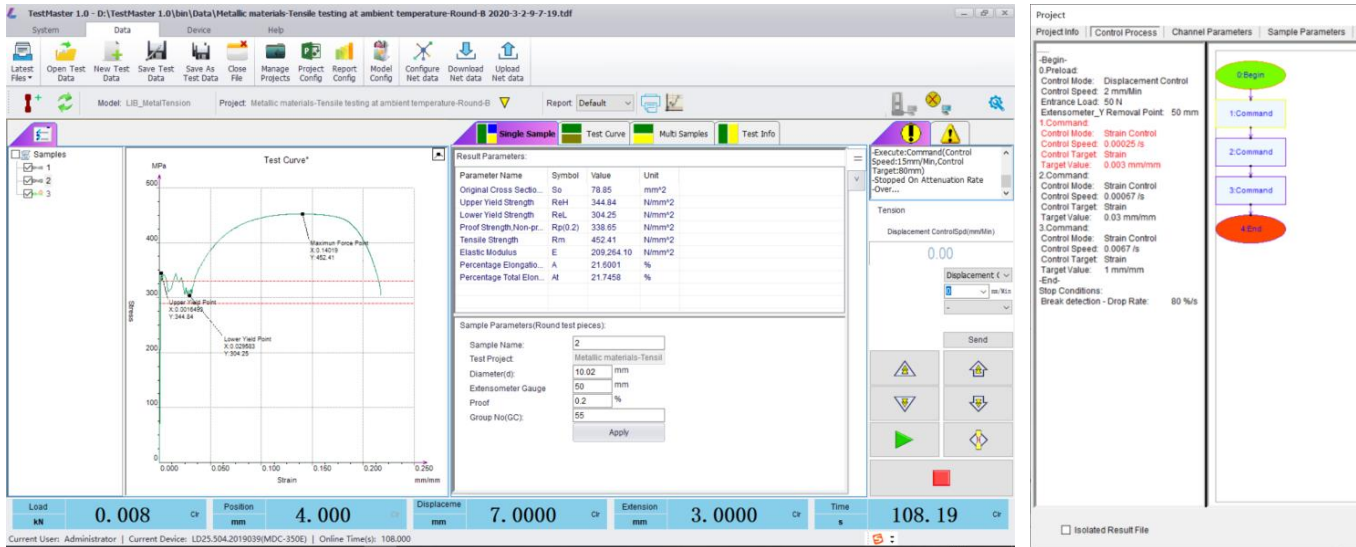 TestMaster 1.0 - D:\TestMaster 1.0\bin\Data\Metallic materials-Tensile testing at ambient temperature-Round-B 2020-3-2-9-7-19.tdf
System Data Device Help
Latest Files Open Test Data New Test Data Save Test Data Save As Test Data Close File Manage Projects Project Config Report Config Model Config Configure Net data Download Net data Upload Net data
Model: LIB_MetalTension Project: Metallic materials-Tensile testing at ambient temperature-Round-B Report: Default
Single Sample Test Curve Multi Samples Test Info
Samples
1
2
3
Test Curve*
MPa
500
400
300
200
100
0
Stress
0.000 0.050 0.100 0.150 0.200 0.250
Strain mm/mm
Maximun Force Point
X:0.14019
Y:452.41
Upper Yield Point
X:0.0016493
Y:344.84
Lower Yield Point
X:0.029583
Y:304.25
Result Parameters:
Parameter Name Symbol Value Unit
Original Cross Sectio... So 78.85 mm^2
Upper Yield Strength ReH 344.84 N/mm^2
Lower Yield Strength ReL 304.25 N/mm^2
Proof Strength,Non-pr... Rp(0.2) 338.65 N/mm^2
Tensile Strength Rm 452.41 N/mm^2
Elastic Modulus E 209,264.10 N/mm^2
Percentage Elongatio... A 21.6001 %
Percentage Total Elon... At 21.7458 %
Sample Parameters(Round test pieces):
Sample Name: 2
Test Project: Metallic materials-Tensil
Diameter(d): 10.02 mm
Extensometer Gauge 50 mm
Proof 0.2 %
Group No(GC): 55
Apply
-Execute:Command(Control
Speed:15mm/Min,Control
Target:80mm)
-Stopped On Attenuation Rate
-Over...
Tension
Displacement ControlSpd(mm/Min)
0.00
Displacement (
0 mm/Min
-
Send
Load kN 0.008 Clr Position mm 4.000 Clr Displaceme mm 7.0000 Clr Extension mm 3.0000 Clr Time s 108.19 Clr
Current User: Administrator | Current Device: LD25.504.2019039(MDC-350E) | Online Time(s): 108.000
Project
Project Info Control Process Channel Parameters Sample Parameters
-Begin-
0.Preload:
Control Mode: Displacement Control
Control Speed: 2 mm/Min
Entrance Load: 50 N
Extensometer_Y Removal Point: 50 mm
1.Command:
Control Mode: Strain Control
Control Speed: 0.00025 /s
Control Target: Strain
Target Value: 0.003 mm/mm
2.Command:
Control Mode: Strain Control
Control Speed: 0.00067 /s
Control Target: Strain
Target Value: 0.03 mm/mm
3.Command:
Control Mode: Strain Control
Control Speed: 0.0067 /s
Control Target: Strain
Target Value: 1 mm/mm
-End-
Stop Conditions:
Break detection - Drop Rate: 80 %/s
0:Begin
1:Command
2:Command
3:Command
4:End
Isolated Result File